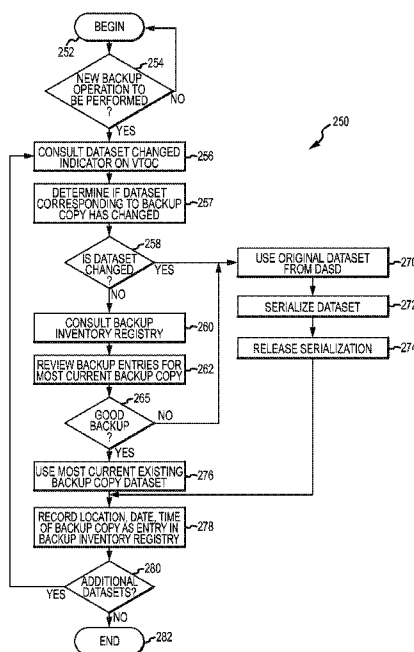 BEGIN
252
254
NEW BACKUP
OPERATION TO
BE PERFORMED
?
NO
YES
250
CONSULT DATASET CHANGED
INDICATOR ON VTOC
256
DETERMINE IF DATASET
CORRESPONDING TO BACKUP
COPY HAS CHANGED
257
258
IS DATASET
CHANGED
?
YES
NO
USE ORIGINAL DATASET
FROM DASD
270
SERIALIZE DATASET
272
RELEASE SERIALIZATION
274
CONSULT BACKUP
INVENTORY REGISTRY
260
REVIEW BACKUP ENTRIES FOR
MOST CURRENT BACKUP COPY
262
265
GOOD
BACKUP
?
NO
YES
USE MOST CURRENT EXISTING
BACKUP COPY DATASET
276
RECORD LOCATION, DATE, TIME
OF BACKUP COPY AS ENTRY IN
BACKUP INVENTORY REGISTRY
278
280
ADDITIONAL
DATASETS?
YES
NO
END
282